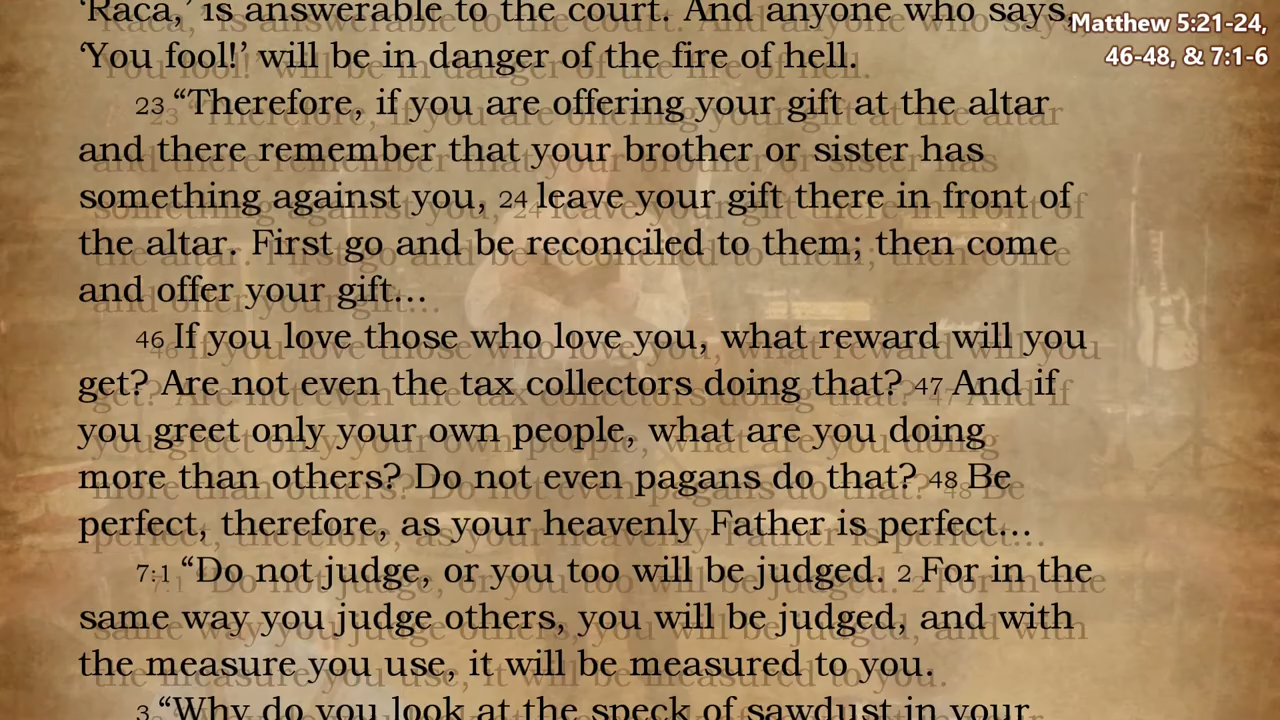 ‘Raca,’ is answerable to the court. And anyone who says,
‘You fool!’ will be in danger of the fire of hell.
23 “Therefore, if you are offering your gift at the altar
and there remember that your brother or sister has
something against you, 24 leave your gift there in front of
the altar. First go and be reconciled to them; then come
and offer your gift…
46 If you love those who love you, what reward will you
get? Are not even the tax collectors doing that? 47 And if
you greet only your own people, what are you doing
more than others? Do not even pagans do that? 48 Be
perfect, therefore, as your heavenly Father is perfect…
7:1 “Do not judge, or you too will be judged. 2 For in the
same way you judge others, you will be judged, and with
the measure you use, it will be measured to you.
3 “Why do you look at the speck of sawdust in your
Matthew 5:21-24,
46-48, & 7:1-6